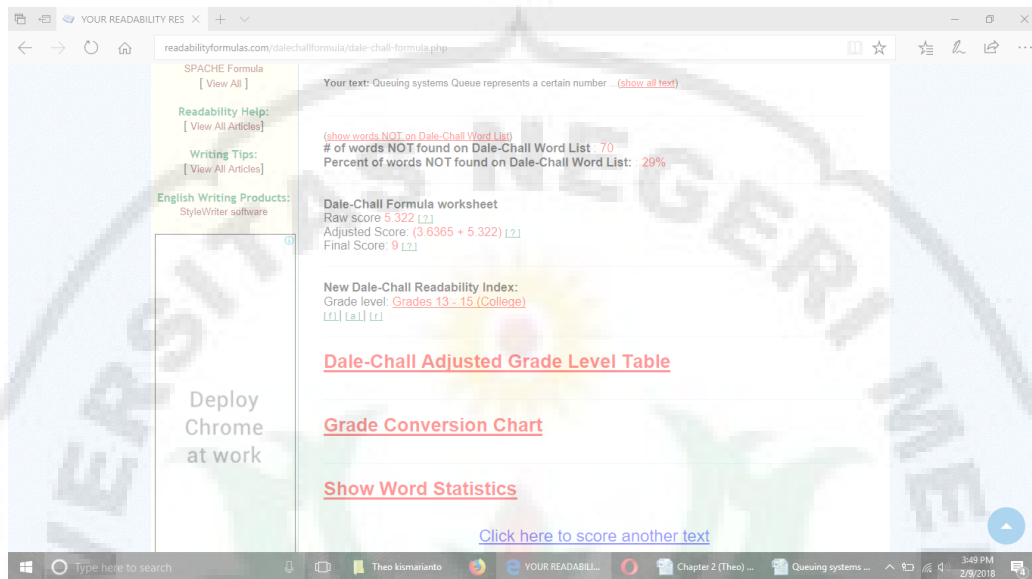 YOUR READABILITY RES
readabilityformulas.com/dalechallformula/dale-chall-formula.php
SPACHE Formula
[ View All ]
Readability Help:
[ View All Articles]
Writing Tips:
[ View All Articles]
English Writing Products:
StyleWriter software
Deploy
Chrome
at work
Your text: Queuing systems Queue represents a certain number ...(show all text)
(show words NOT on Dale-Chall Word List)
# of words NOT found on Dale-Chall Word List : 70
Percent of words NOT found on Dale-Chall Word List: : 29%
Dale-Chall Formula worksheet
Raw score 5.322 [ ? ]
Adjusted Score: (3.6365 + 5.322) [ ? ]
Final Score: 9 [ ? ]
New Dale-Chall Readability Index:
Grade level: Grades 13 - 15 (College)
[ f ] | [ a ] | [ r ]
Dale-Chall Adjusted Grade Level Table
Grade Conversion Chart
Show Word Statistics
Click here to score another text
Type here to search
Theo kismarianto
YOUR READABILI...
Chapter 2 (Theo) ...
Queuing systems ...
3:49 PM
2/9/2018
4
ERSITAS NEGERI ME